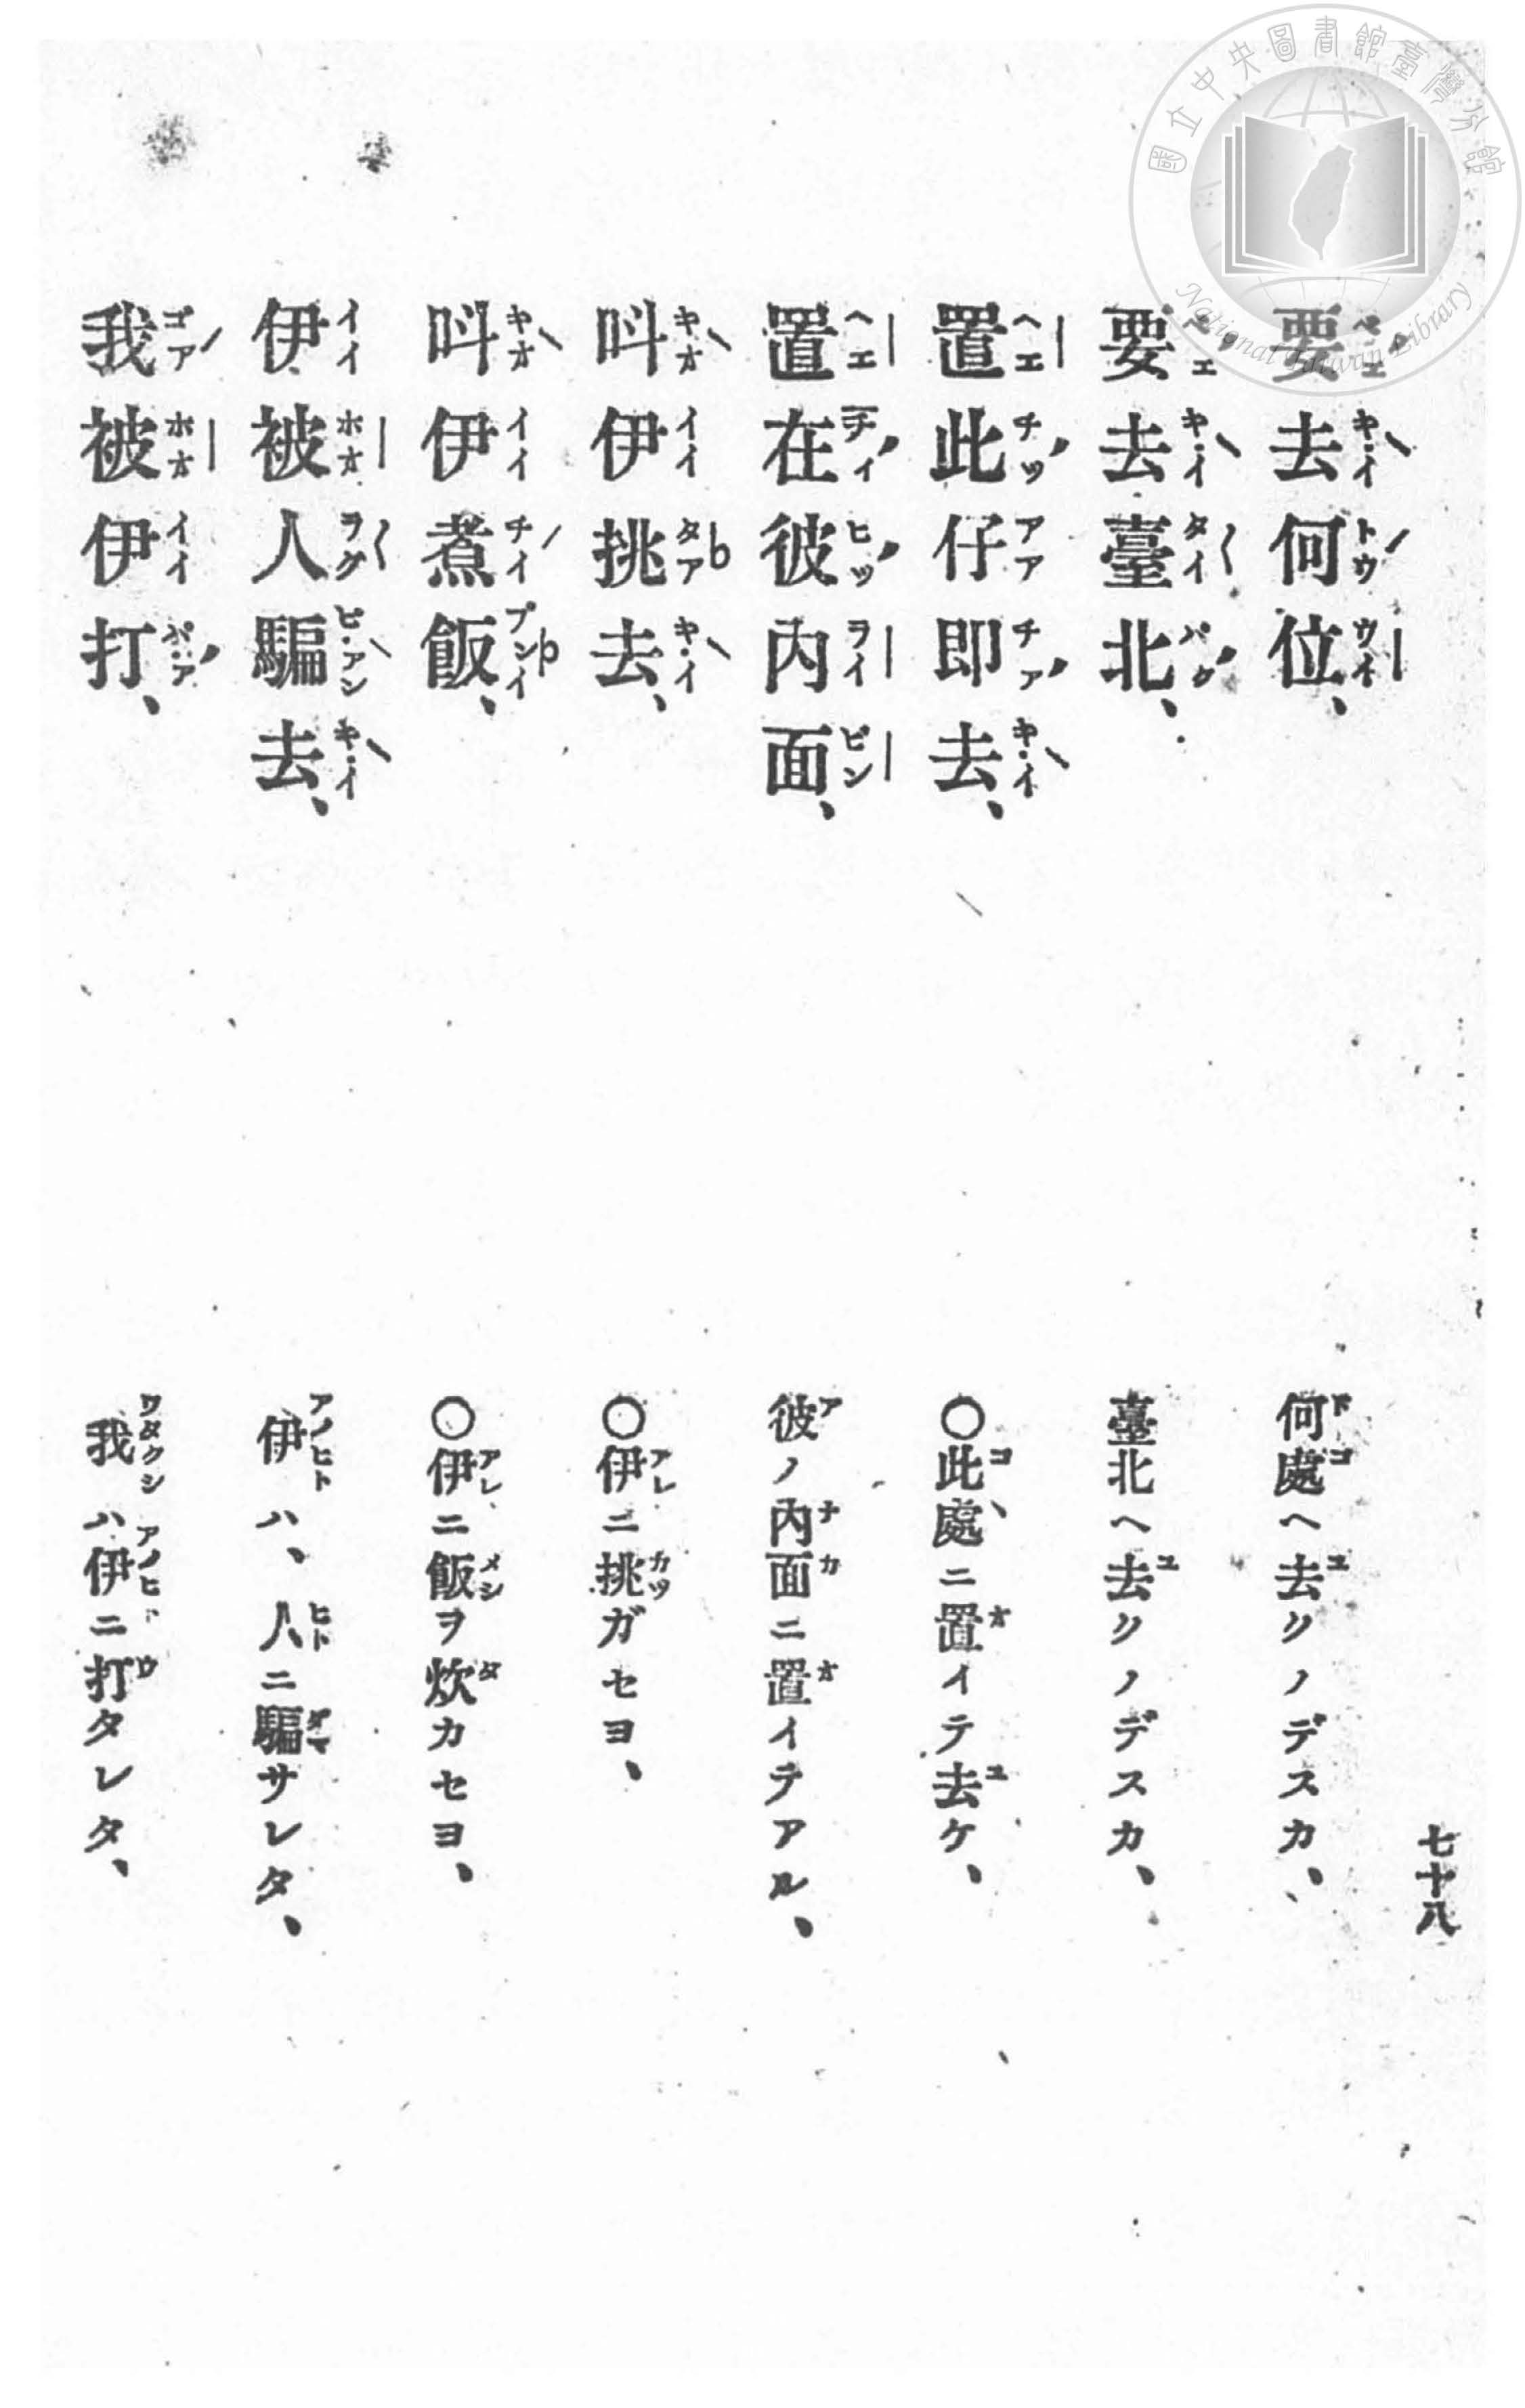 七十八
要去何位、
何處ヘ去クノデスカ、
要去臺北、
臺北ヘ去クノデスカ、
置此仔即去、
〇此處ニ置イテ去ケ、
置在彼內面、
彼ノ內面ニ置イテアル、
呌伊挑去、
〇伊ニ挑ガセヨ、
呌伊煮飯、
〇伊ニ飯ヲ炊カセヨ、
伊被人騙去、
伊ハ、人ニ騙サレタ、
我被伊打、
我ハ伊ニ打タレタ、
國立中央圖書館臺灣分館
National Taiwan Library